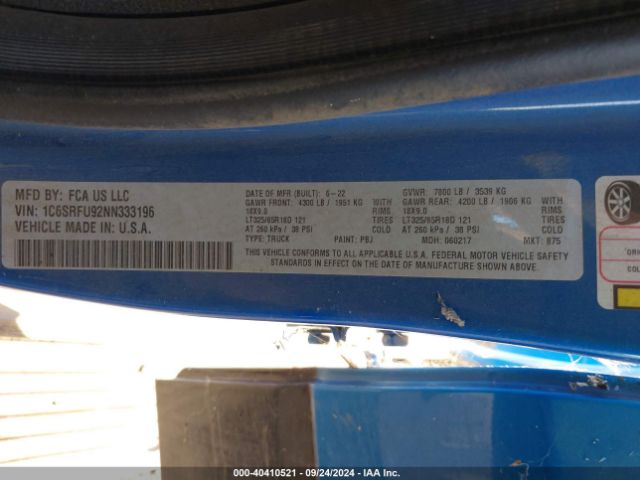 MFD BY: FCA US LLC
VIN: 1C6SRFU92NN333196
VEHICLE MADE IN: U.S.A.
DATE OF MFR (BUILT): 6-22
GAWR FRONT: 4300 LB / 1951 KG WITH
18X9.0 RIMS
LT325/65R18D 121 TIRES
AT 260 kPa / 38 PSI COLD
TYPE: TRUCK PAINT: PBJ
GVWR: 7800 LB / 3539 KG
GAWR REAR: 4200 LB / 1906 KG WITH
18X9.0 RIMS
LT325/65R18D 121 TIRES
AT 260 kPa / 38 PSI COLD
MDH: 060217 MKT: 875
THIS VEHICLE CONFORMS TO ALL APPLICABLE U.S.A. FEDERAL MOTOR VEHICLE SAFETY
STANDARDS IN EFFECT ON THE DATE OF MANUFACTURE SHOWN ABOVE.
000-40410521 - 09/24/2024 - IAA Inc.